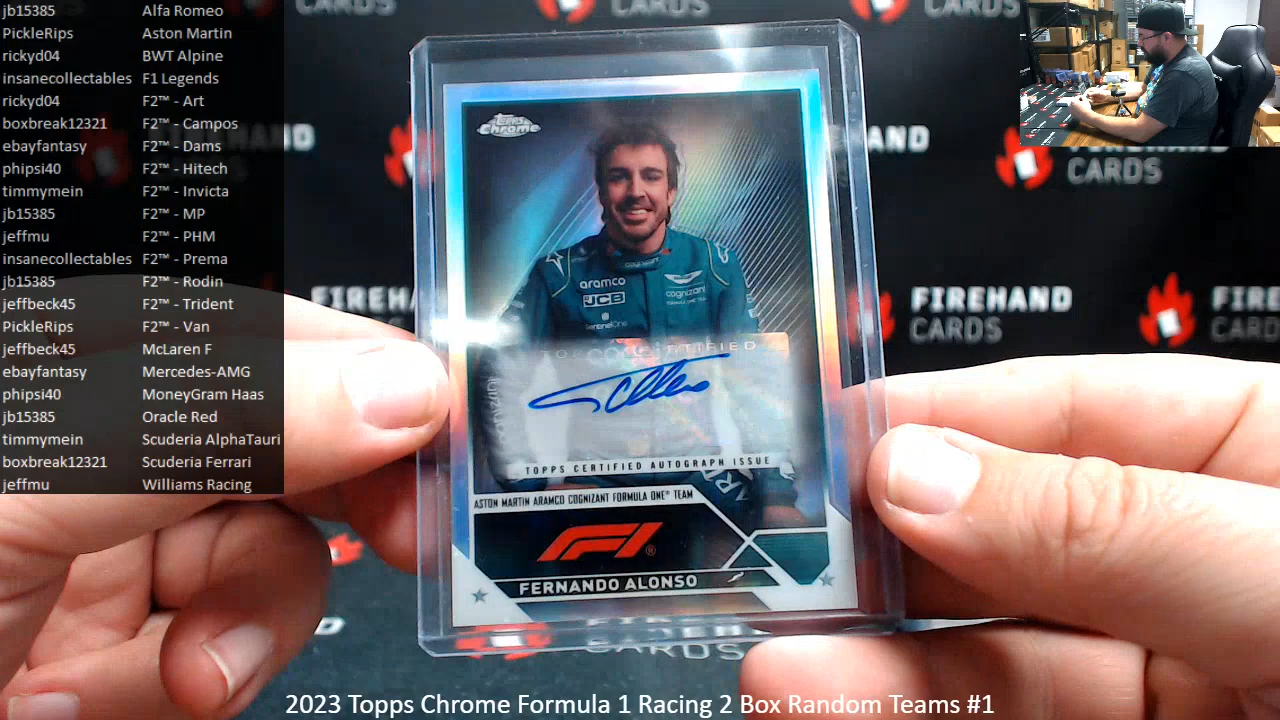 jb15385 Alfa Romeo
PickleRips Aston Martin
rickyd04 BWT Alpine
insanecollectables F1 Legends
rickyd04 F2™ - Art
boxbreak12321 F2™ - Campos
ebayfantasy F2™ - Dams
phipsi40 F2™ - Hitech
timmymein F2™ - Invicta
jb15385 F2™ - MP
jeffmu F2™ - PHM
insanecollectables F2™ - Prema
jb15385 F2™ - Rodin
jeffbeck45 F2™ - Trident
PickleRips F2™ - Van
jeffbeck45 McLaren F
ebayfantasy Mercedes-AMG
phipsi40 MoneyGram Haas
jb15385 Oracle Red
timmymein Scuderia AlphaTauri
boxbreak12321 Scuderia Ferrari
jeffmu Williams Racing
CARDS
CARDS
CARDS
FIREHAND
CARDS
FIREHAND
CARDS
Topps
Chrome
cognizant
aramco
JCB
SentinelOne
cognizant
TOPPS CERTIFIED AUTOGRAPH ISSUE
ASTON MARTIN ARAMCO COGNIZANT FORMULA ONE® TEAM
F1®
FERNANDO ALONSO
CARDS
2023 Topps Chrome Formula 1 Racing 2 Box Random Teams #1